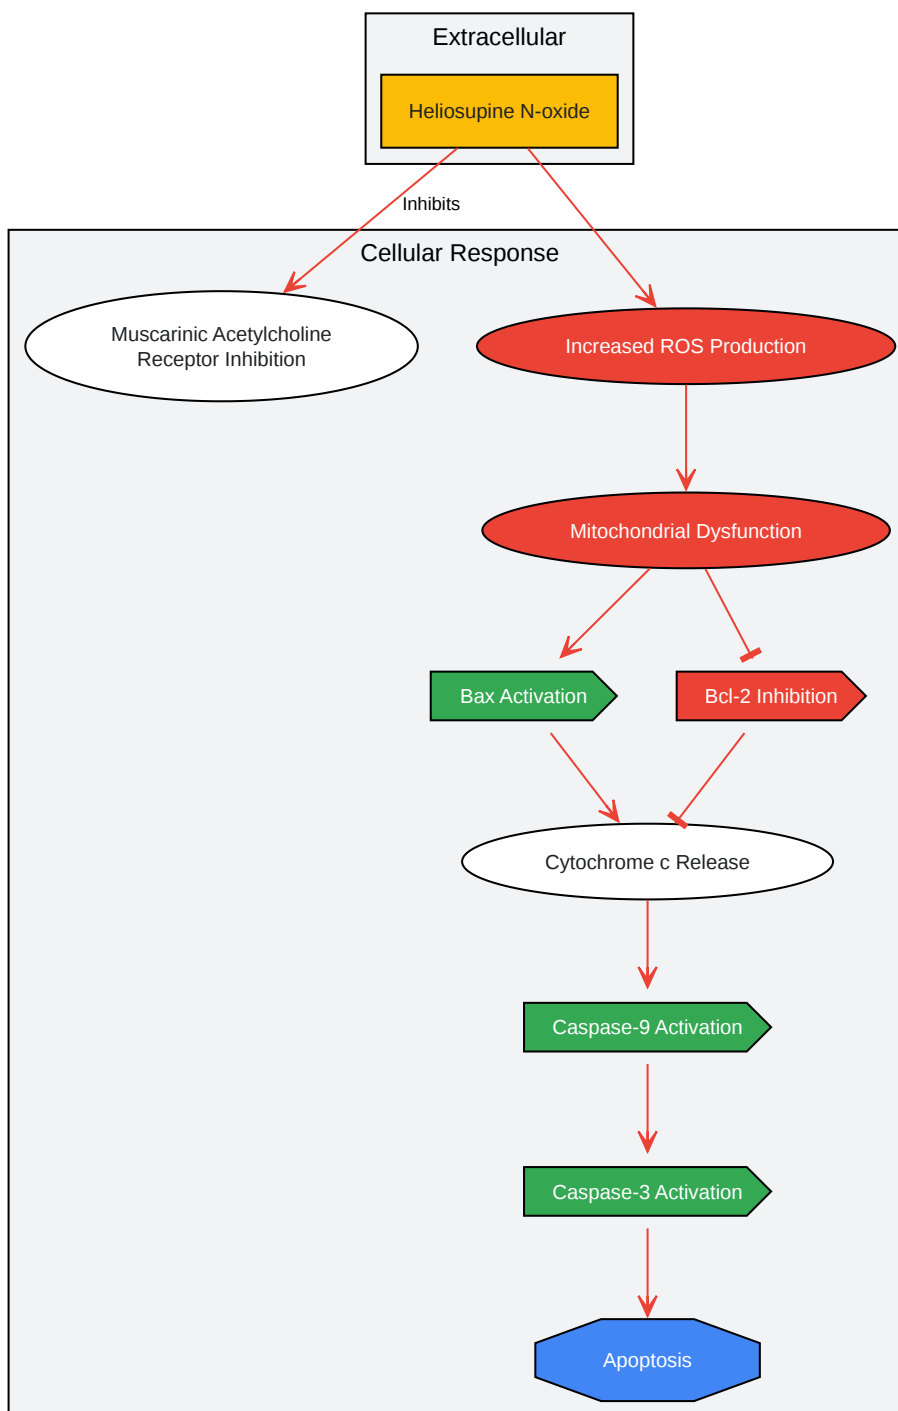 Extracellular
Heliosupine N-oxide
Inhibits
Cellular Response
Muscarinic Acetylcholine
Receptor Inhibition
Increased ROS Production
Mitochondrial Dysfunction
Bax Activation
Bcl-2 Inhibition
Cytochrome c Release
Caspase-9 Activation
Caspase-3 Activation
Apoptosis